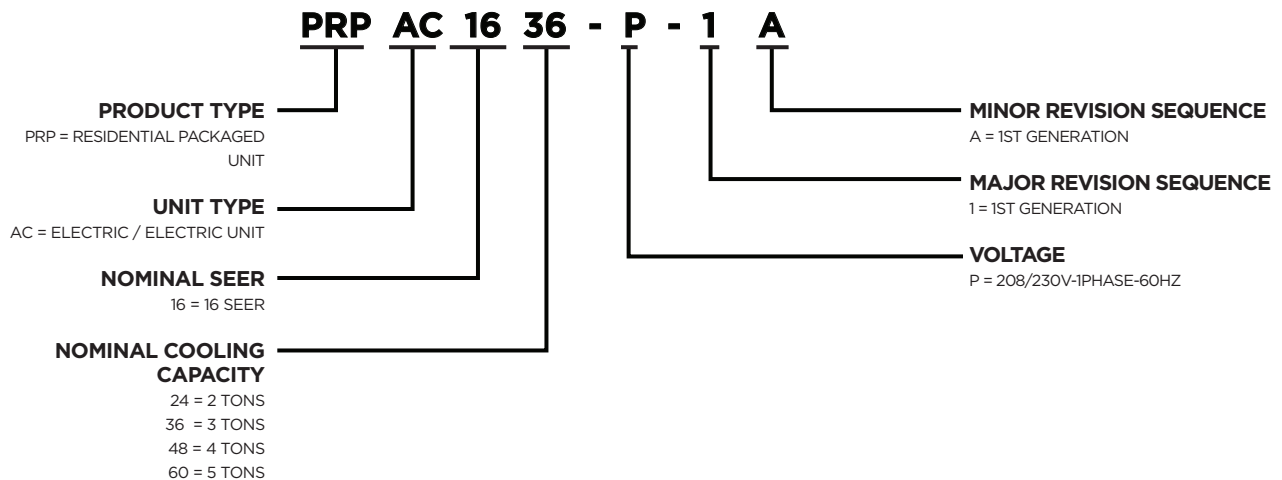 PRP AC 16 36 - P - 1 A
PRODUCT TYPE
PRP = RESIDENTIAL PACKAGED
UNIT
UNIT TYPE
AC = ELECTRIC / ELECTRIC UNIT
NOMINAL SEER
16 = 16 SEER
NOMINAL COOLING
CAPACITY
24 = 2 TONS
36 = 3 TONS
48 = 4 TONS
60 = 5 TONS
MINOR REVISION SEQUENCE
A = 1ST GENERATION
MAJOR REVISION SEQUENCE
1 = 1ST GENERATION
VOLTAGE
P = 208/230V-1PHASE-60HZ